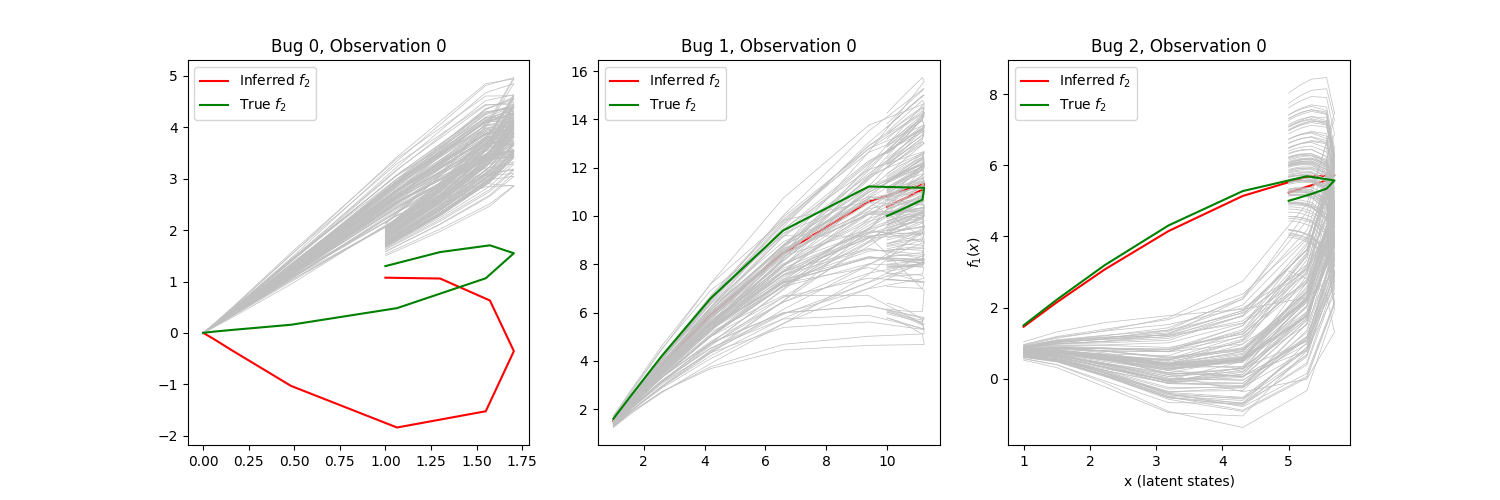 Bug 0, Observation 0
Inferred f₂
True f₂
5
4
3
2
1
0
−1
−2
0.00 0.25 0.50 0.75 1.00 1.25 1.50 1.75
Bug 1, Observation 0
Inferred f₂
True f₂
16
14
12
10
8
6
4
2
2 4 6 8 10
Bug 2, Observation 0
Inferred f₂
True f₂
f₁(x)
8
6
4
2
0
1 2 3 4 5
x (latent states)